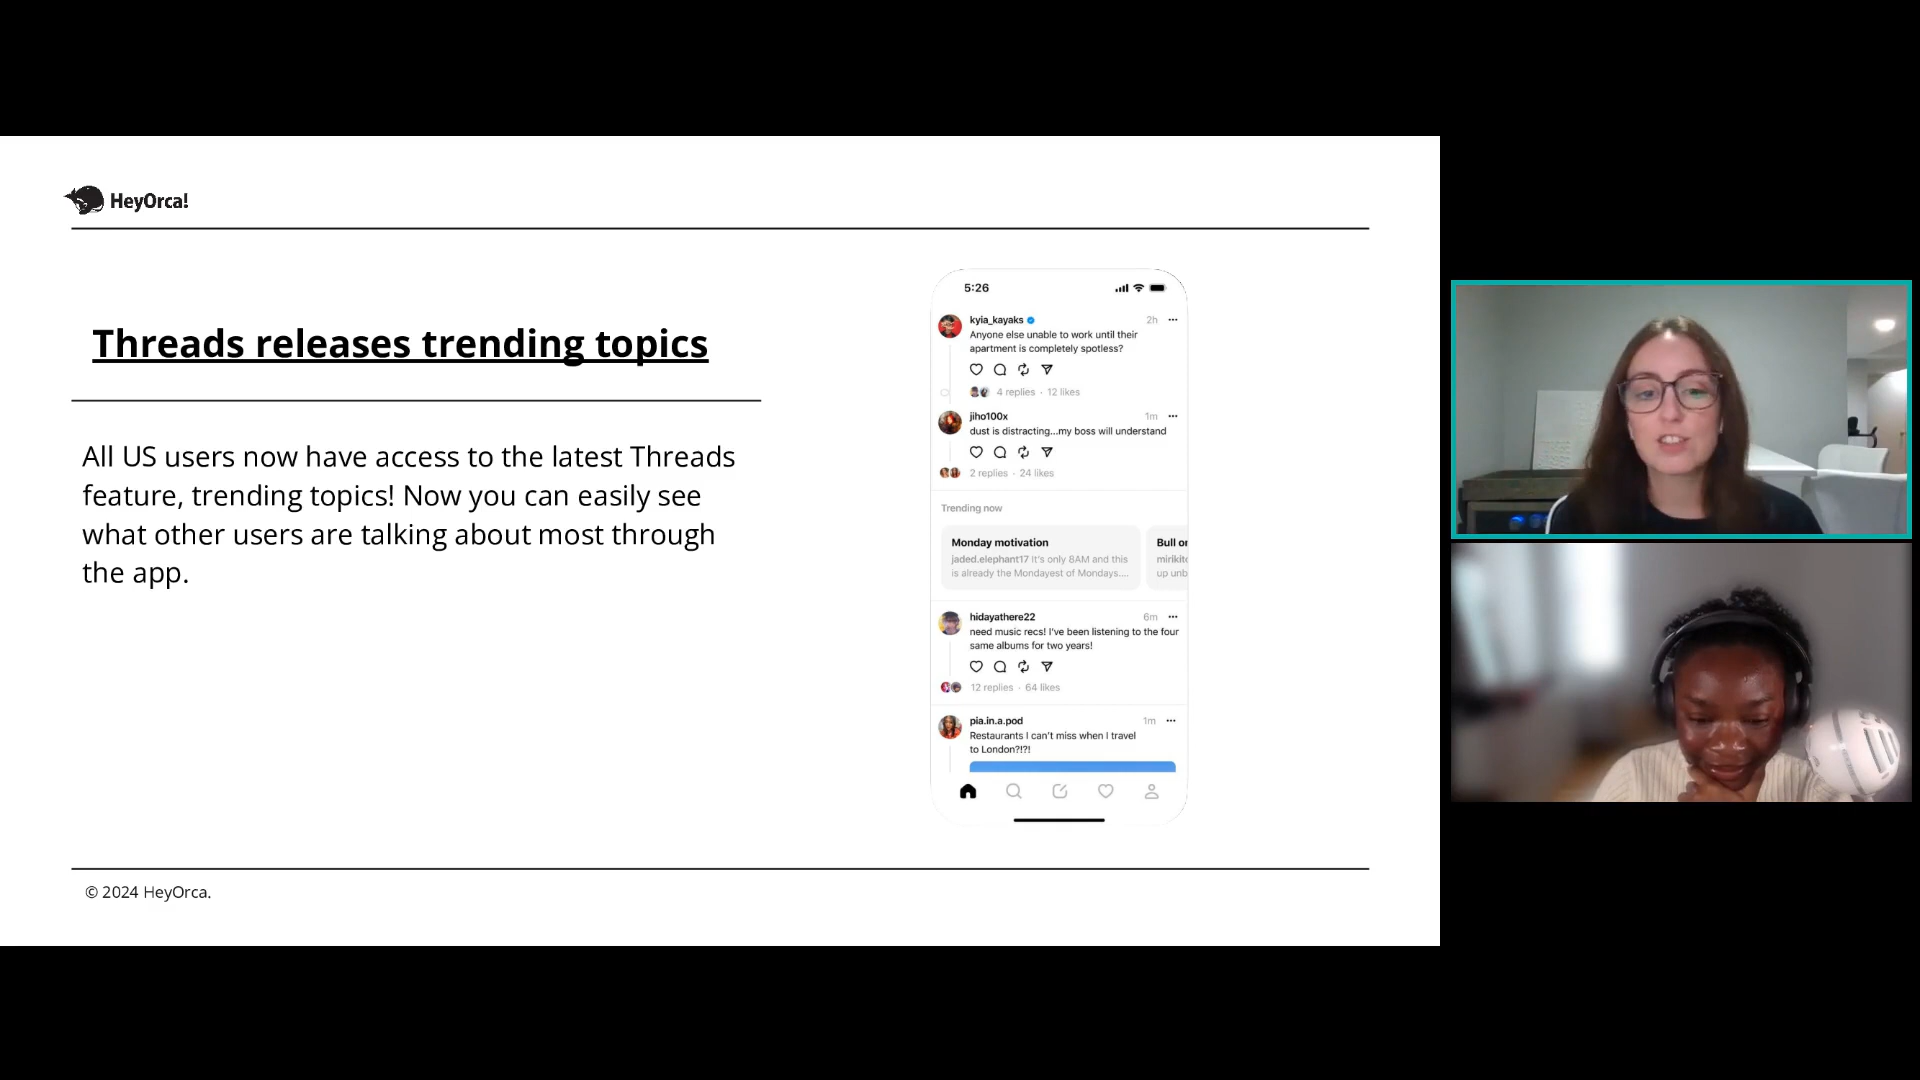 HeyOrca!
Threads releases trending topics
All US users now have access to the latest Threads
feature, trending topics! Now you can easily see
what other users are talking about most through
the app.
5:26
kyia_kayaks 2h
Anyone else unable to work until their
apartment is completely spotless?
4 replies · 12 likes
jiho100x 1m
dust is distracting...my boss will understand
2 replies · 24 likes
Trending now
Monday motivation
jaded.elephant17 It's only 8AM and this
is already the Mondayest of Mondays....
Bull or
mirikito
up unb
hidayathere22 6m
need music recs! I've been listening to the four
same albums for two years!
12 replies · 64 likes
pia.in.a.pod 1m
Restaurants I can't miss when I travel
to London?!?!
© 2024 HeyOrca.